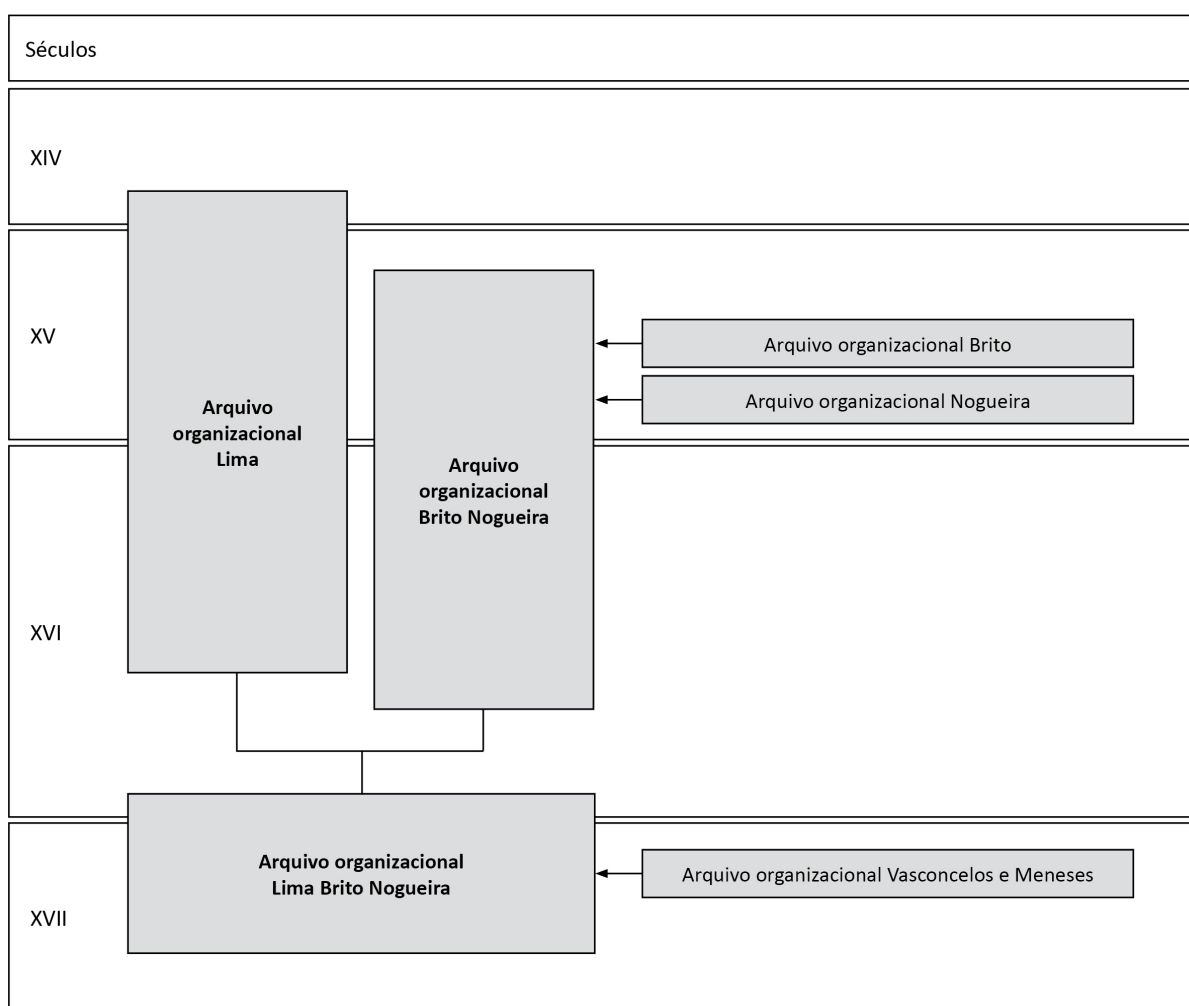 Séculos
XIV
XV
Arquivo organizacional Brito
Arquivo organizacional Nogueira
Arquivo
organizacional
Lima
Arquivo
organizacional
Brito Nogueira
XVI
Arquivo organizacional
Lima Brito Nogueira
Arquivo organizacional Vasconcelos e Meneses
XVII